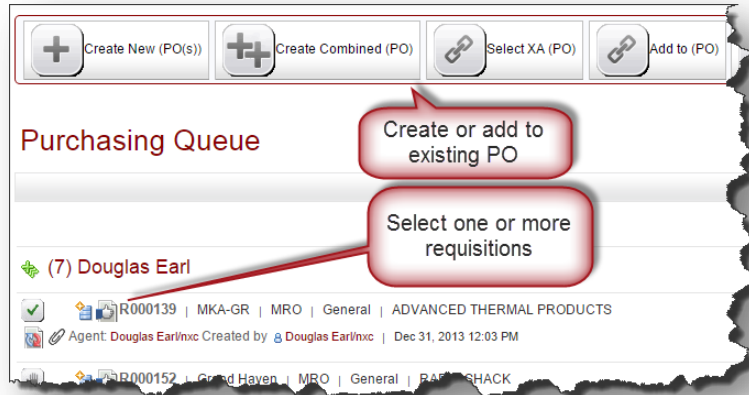 Create New (PO(s)) Create Combined (PO) Select XA (PO) Add to (PO)
Create or add to
existing PO
Purchasing Queue
Select one or more
requisitions
(7) Douglas Earl
R000139 | MKA-GR | MRO | General | ADVANCED THERMAL PRODUCTS
Agent: Douglas Earl/nxc Created by Douglas Earl/nxc | Dec 31, 2013 12:03 PM
R000152 | Grand Haven | MRO | General | RADIO SHACK